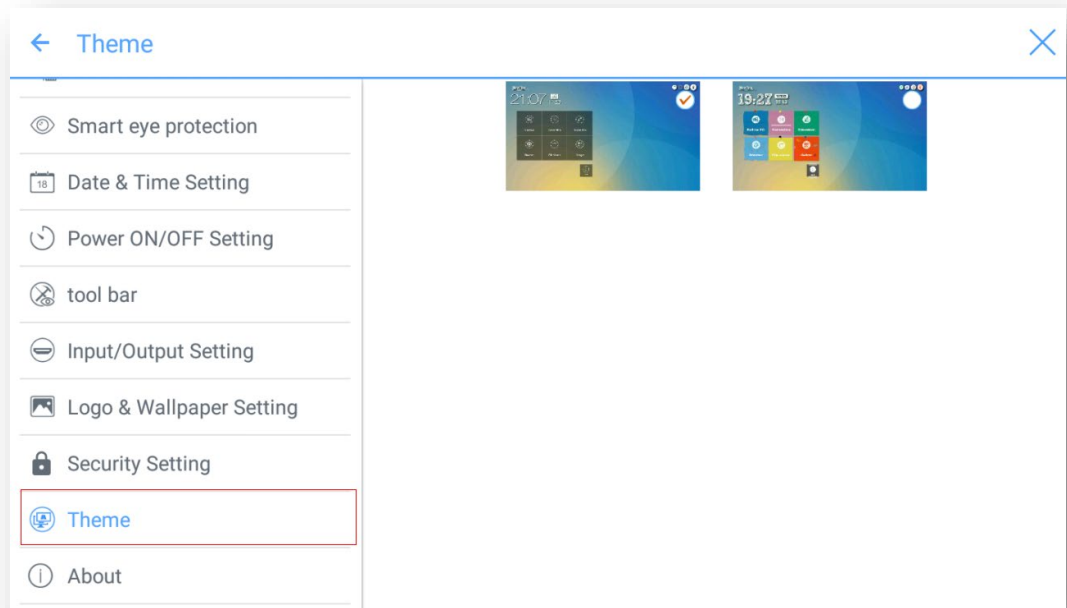 Theme
Smart eye protection
18
Date & Time Setting
Power ON/OFF Setting
tool bar
Input/Output Setting
Logo & Wallpaper Setting
Security Setting
Theme
About
21:07
19:27